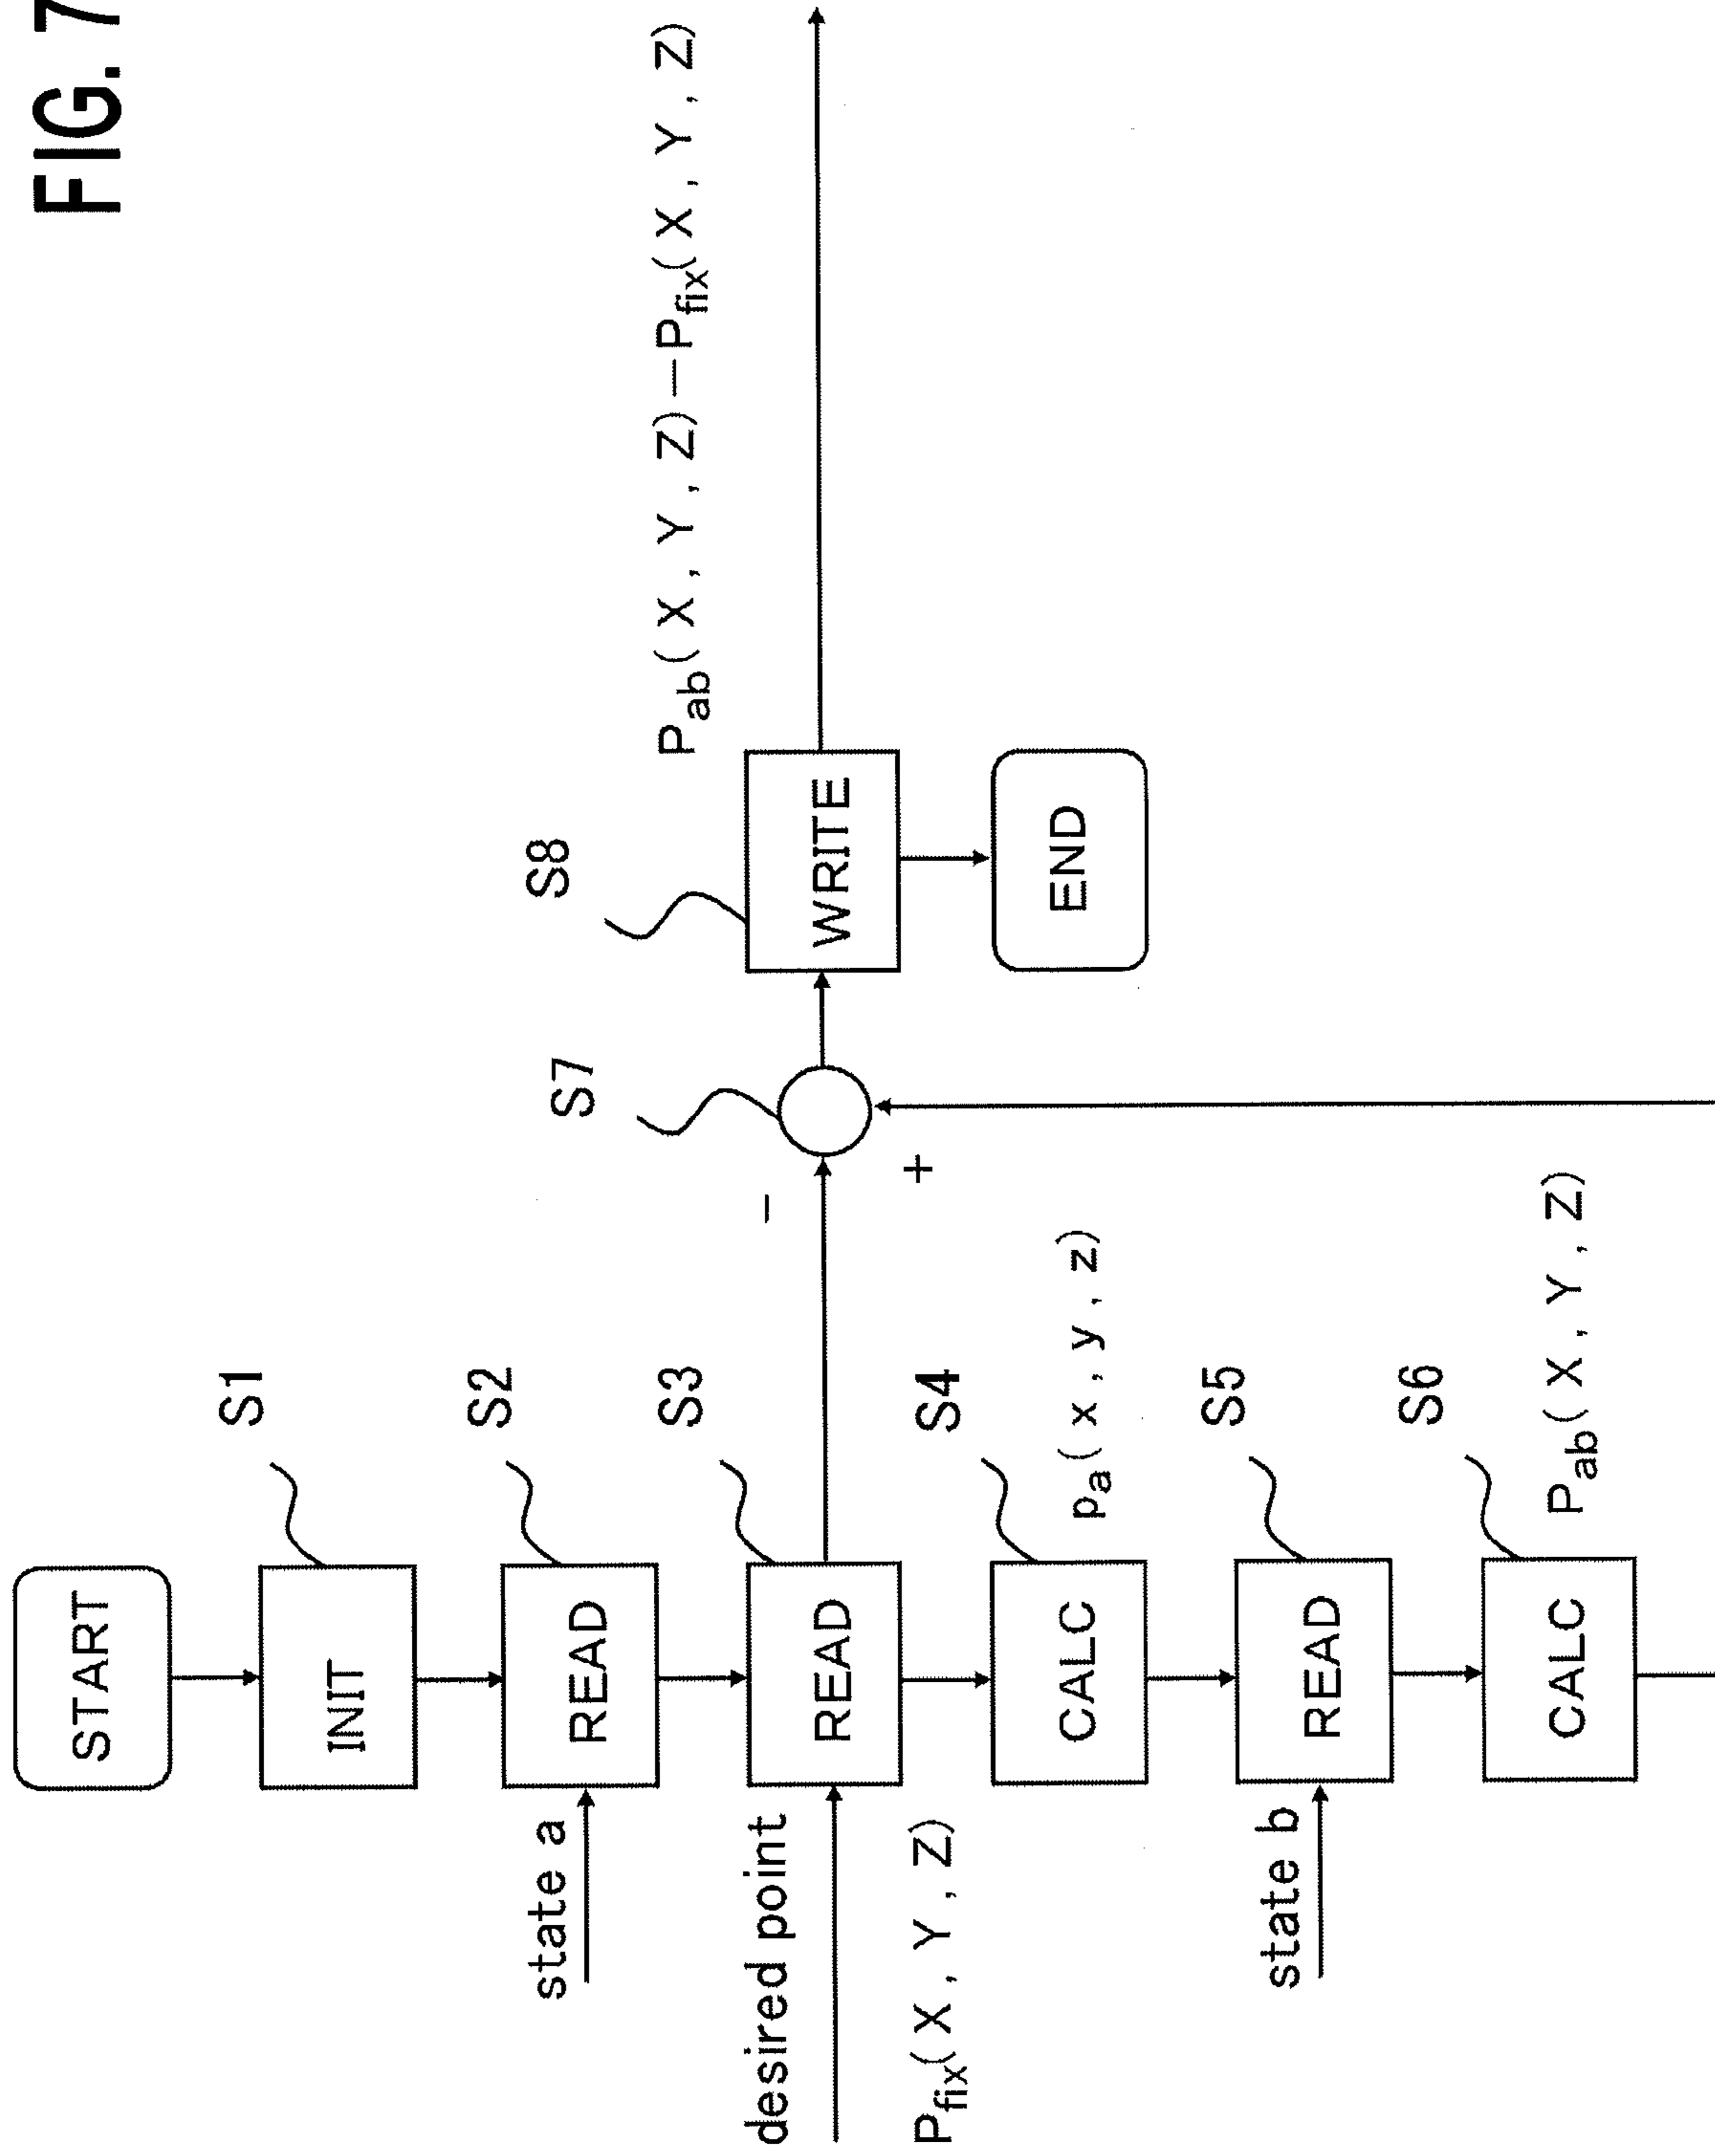 FIG. 7
START
S1
INIT
S2
state a
READ
S3
desired point
P_fix( X , Y , Z)
READ
S4
CALC
p_a( x , y , z)
S5
state b
READ
S6
CALC
P_ab( X , Y , Z)
−
+
S7
S8
WRITE
P_ab( X , Y , Z)−P_fix( X , Y , Z)
END